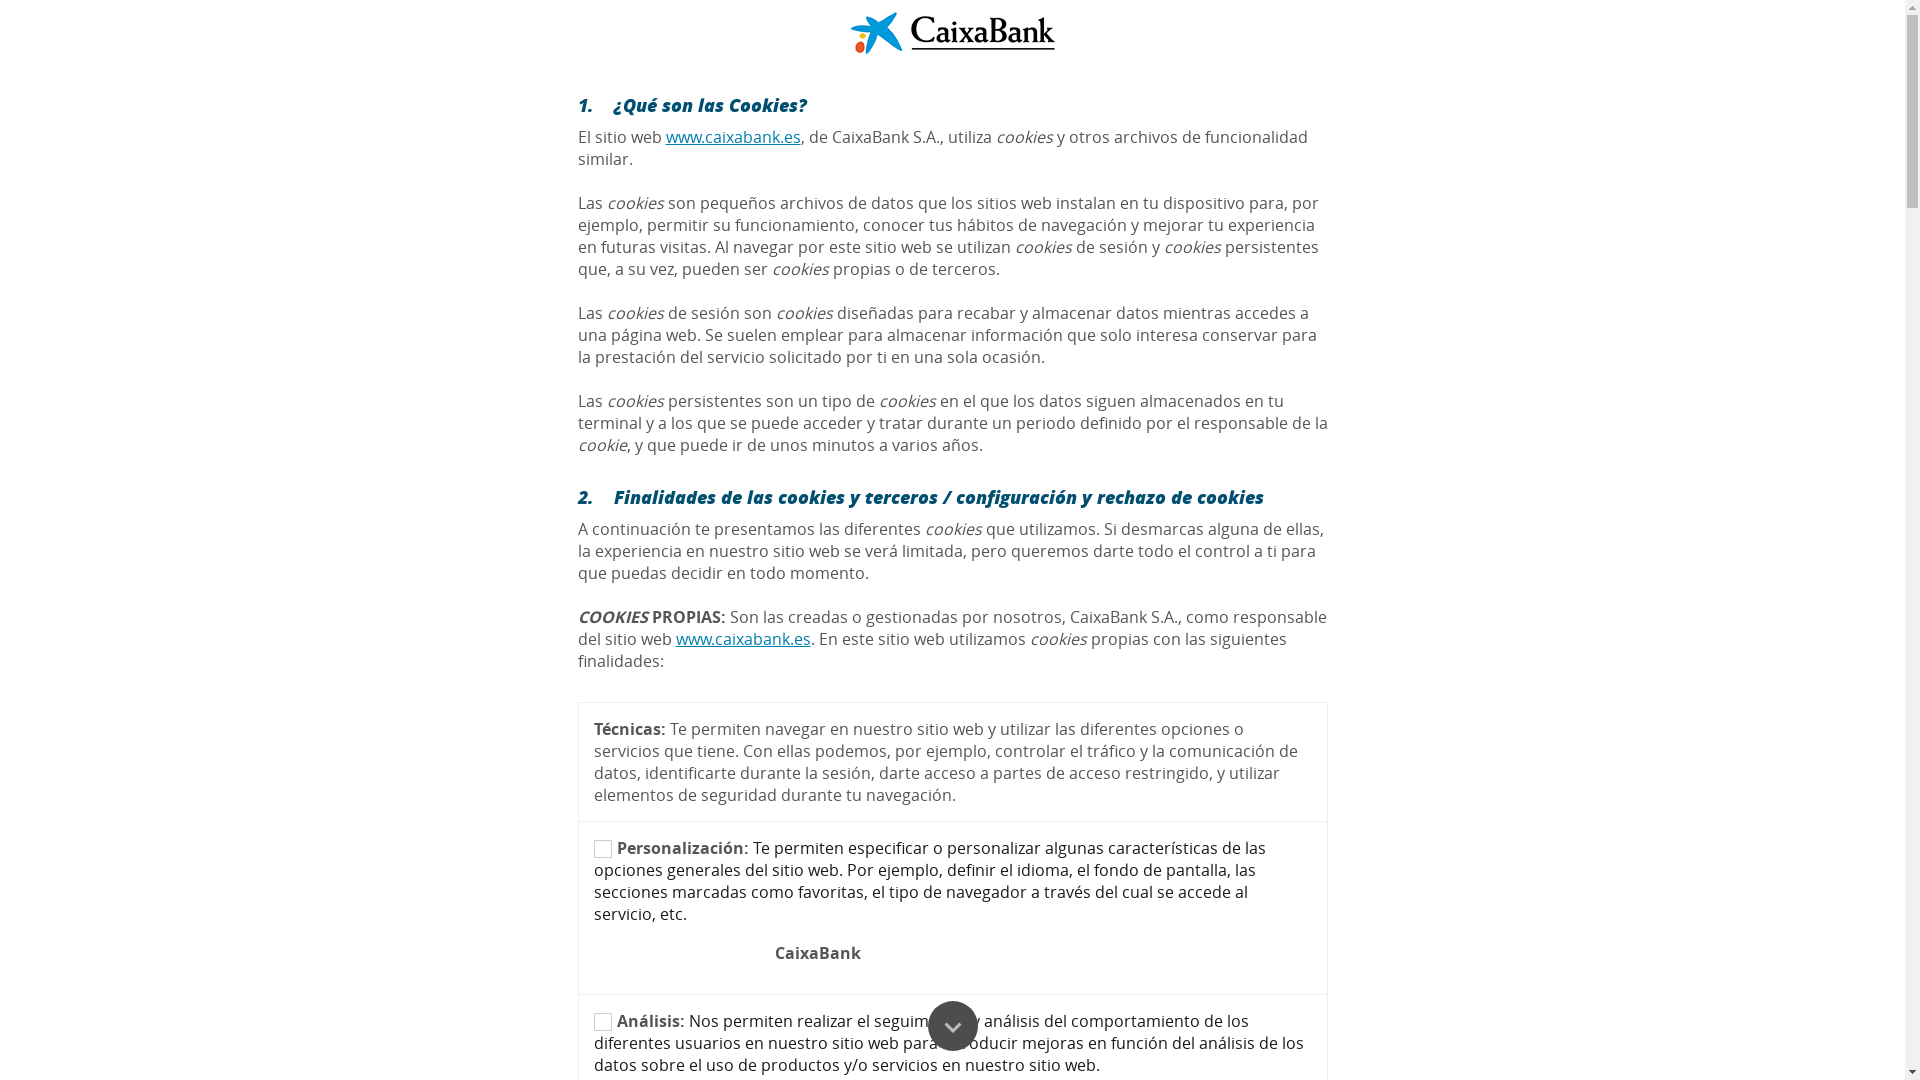 CaixaBank
1. ¿Qué son las Cookies?
El sitio web www.caixabank.es, de CaixaBank S.A., utiliza cookies y otros archivos de funcionalidad
similar.
Las cookies son pequeños archivos de datos que los sitios web instalan en tu dispositivo para, por
ejemplo, permitir su funcionamiento, conocer tus hábitos de navegación y mejorar tu experiencia
en futuras visitas. Al navegar por este sitio web se utilizan cookies de sesión y cookies persistentes
que, a su vez, pueden ser cookies propias o de terceros.
Las cookies de sesión son cookies diseñadas para recabar y almacenar datos mientras accedes a
una página web. Se suelen emplear para almacenar información que solo interesa conservar para
la prestación del servicio solicitado por ti en una sola ocasión.
Las cookies persistentes son un tipo de cookies en el que los datos siguen almacenados en tu
terminal y a los que se puede acceder y tratar durante un periodo definido por el responsable de la
cookie, y que puede ir de unos minutos a varios años.
2. Finalidades de las cookies y terceros / configuración y rechazo de cookies
A continuación te presentamos las diferentes cookies que utilizamos. Si desmarcas alguna de ellas,
la experiencia en nuestro sitio web se verá limitada, pero queremos darte todo el control a ti para
que puedas decidir en todo momento.
COOKIES PROPIAS: Son las creadas o gestionadas por nosotros, CaixaBank S.A., como responsable
del sitio web www.caixabank.es. En este sitio web utilizamos cookies propias con las siguientes
finalidades:
Técnicas: Te permiten navegar en nuestro sitio web y utilizar las diferentes opciones o
servicios que tiene. Con ellas podemos, por ejemplo, controlar el tráfico y la comunicación de
datos, identificarte durante la sesión, darte acceso a partes de acceso restringido, y utilizar
elementos de seguridad durante tu navegación.
Personalización: Te permiten especificar o personalizar algunas características de las
opciones generales del sitio web. Por ejemplo, definir el idioma, el fondo de pantalla, las
secciones marcadas como favoritas, el tipo de navegador a través del cual se accede al
servicio, etc.
CaixaBank
Análisis: Nos permiten realizar el seguim y análisis del comportamiento de los
diferentes usuarios en nuestro sitio web para oducir mejoras en función del análisis de los
datos sobre el uso de productos y/o servicios en nuestro sitio web.